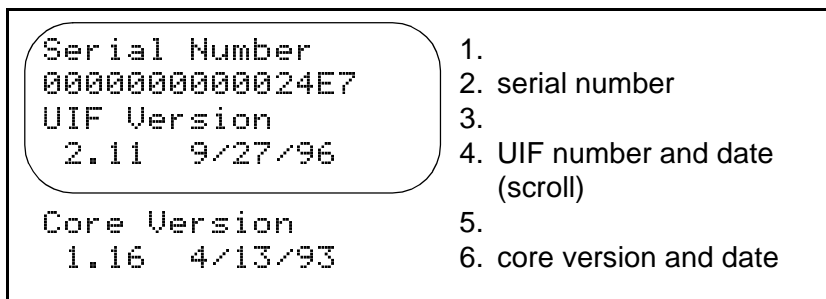 Serial Number
0000000000024E7
UIF Version
2.11 9/27/96
Core Version
1.16 4/13/93
1.
2. serial number
3.
4. UIF number and date
(scroll)
5.
6. core version and date